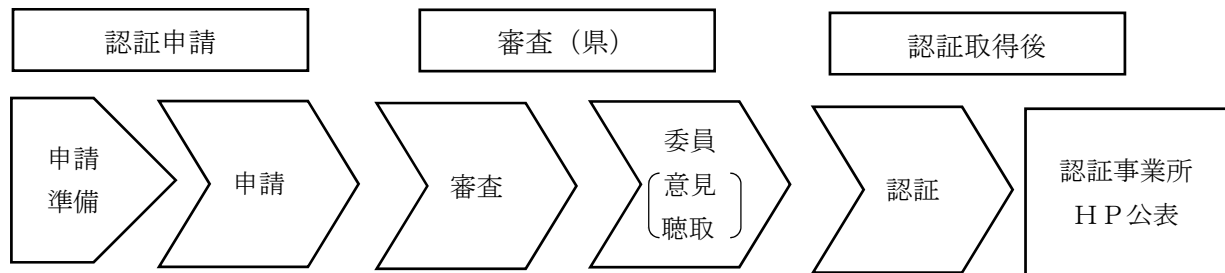 認証申請
審査（県）
認証取得後
申請
準備
申請
審査
委員
意見
聴取
認証
認証事業所
ＨＰ公表